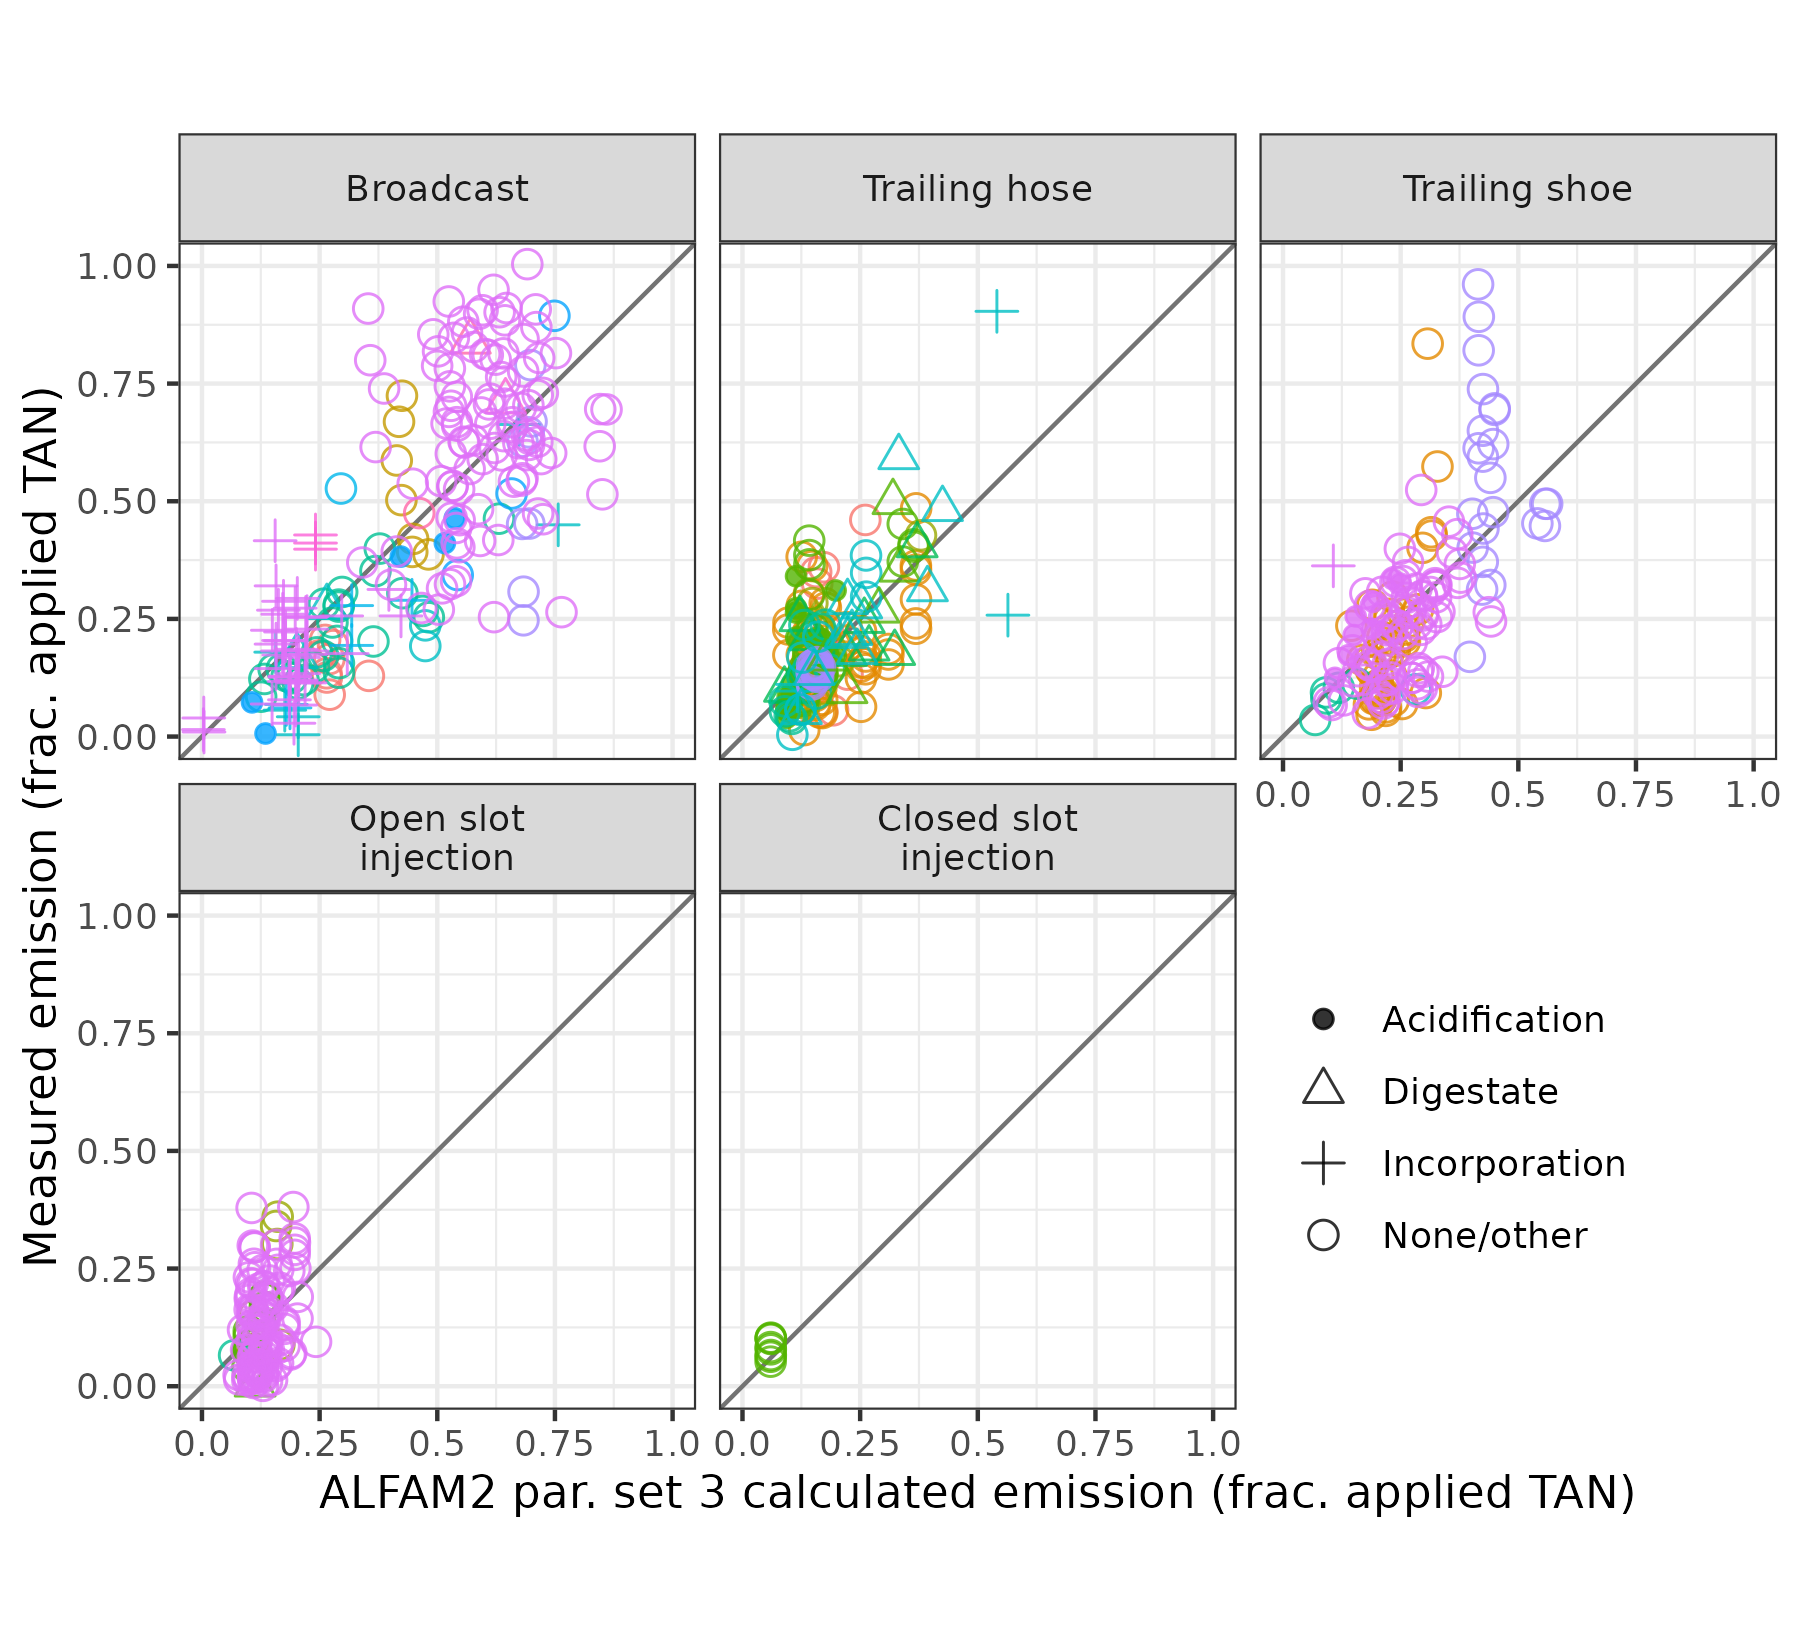 Broadcast
Trailing hose
Trailing shoe
1.00
0.75
0.50
0.25
0.00
0.0 0.25 0.5 0.75 1.0
Open slot
injection
Closed slot
injection
1.00
0.75
0.50
0.25
0.00
0.0 0.25 0.5 0.75 1.0
0.0 0.25 0.5 0.75 1.0
Measured emission (frac. applied TAN)
ALFAM2 par. set 3 calculated emission (frac. applied TAN)
Acidification
Digestate
Incorporation
None/other